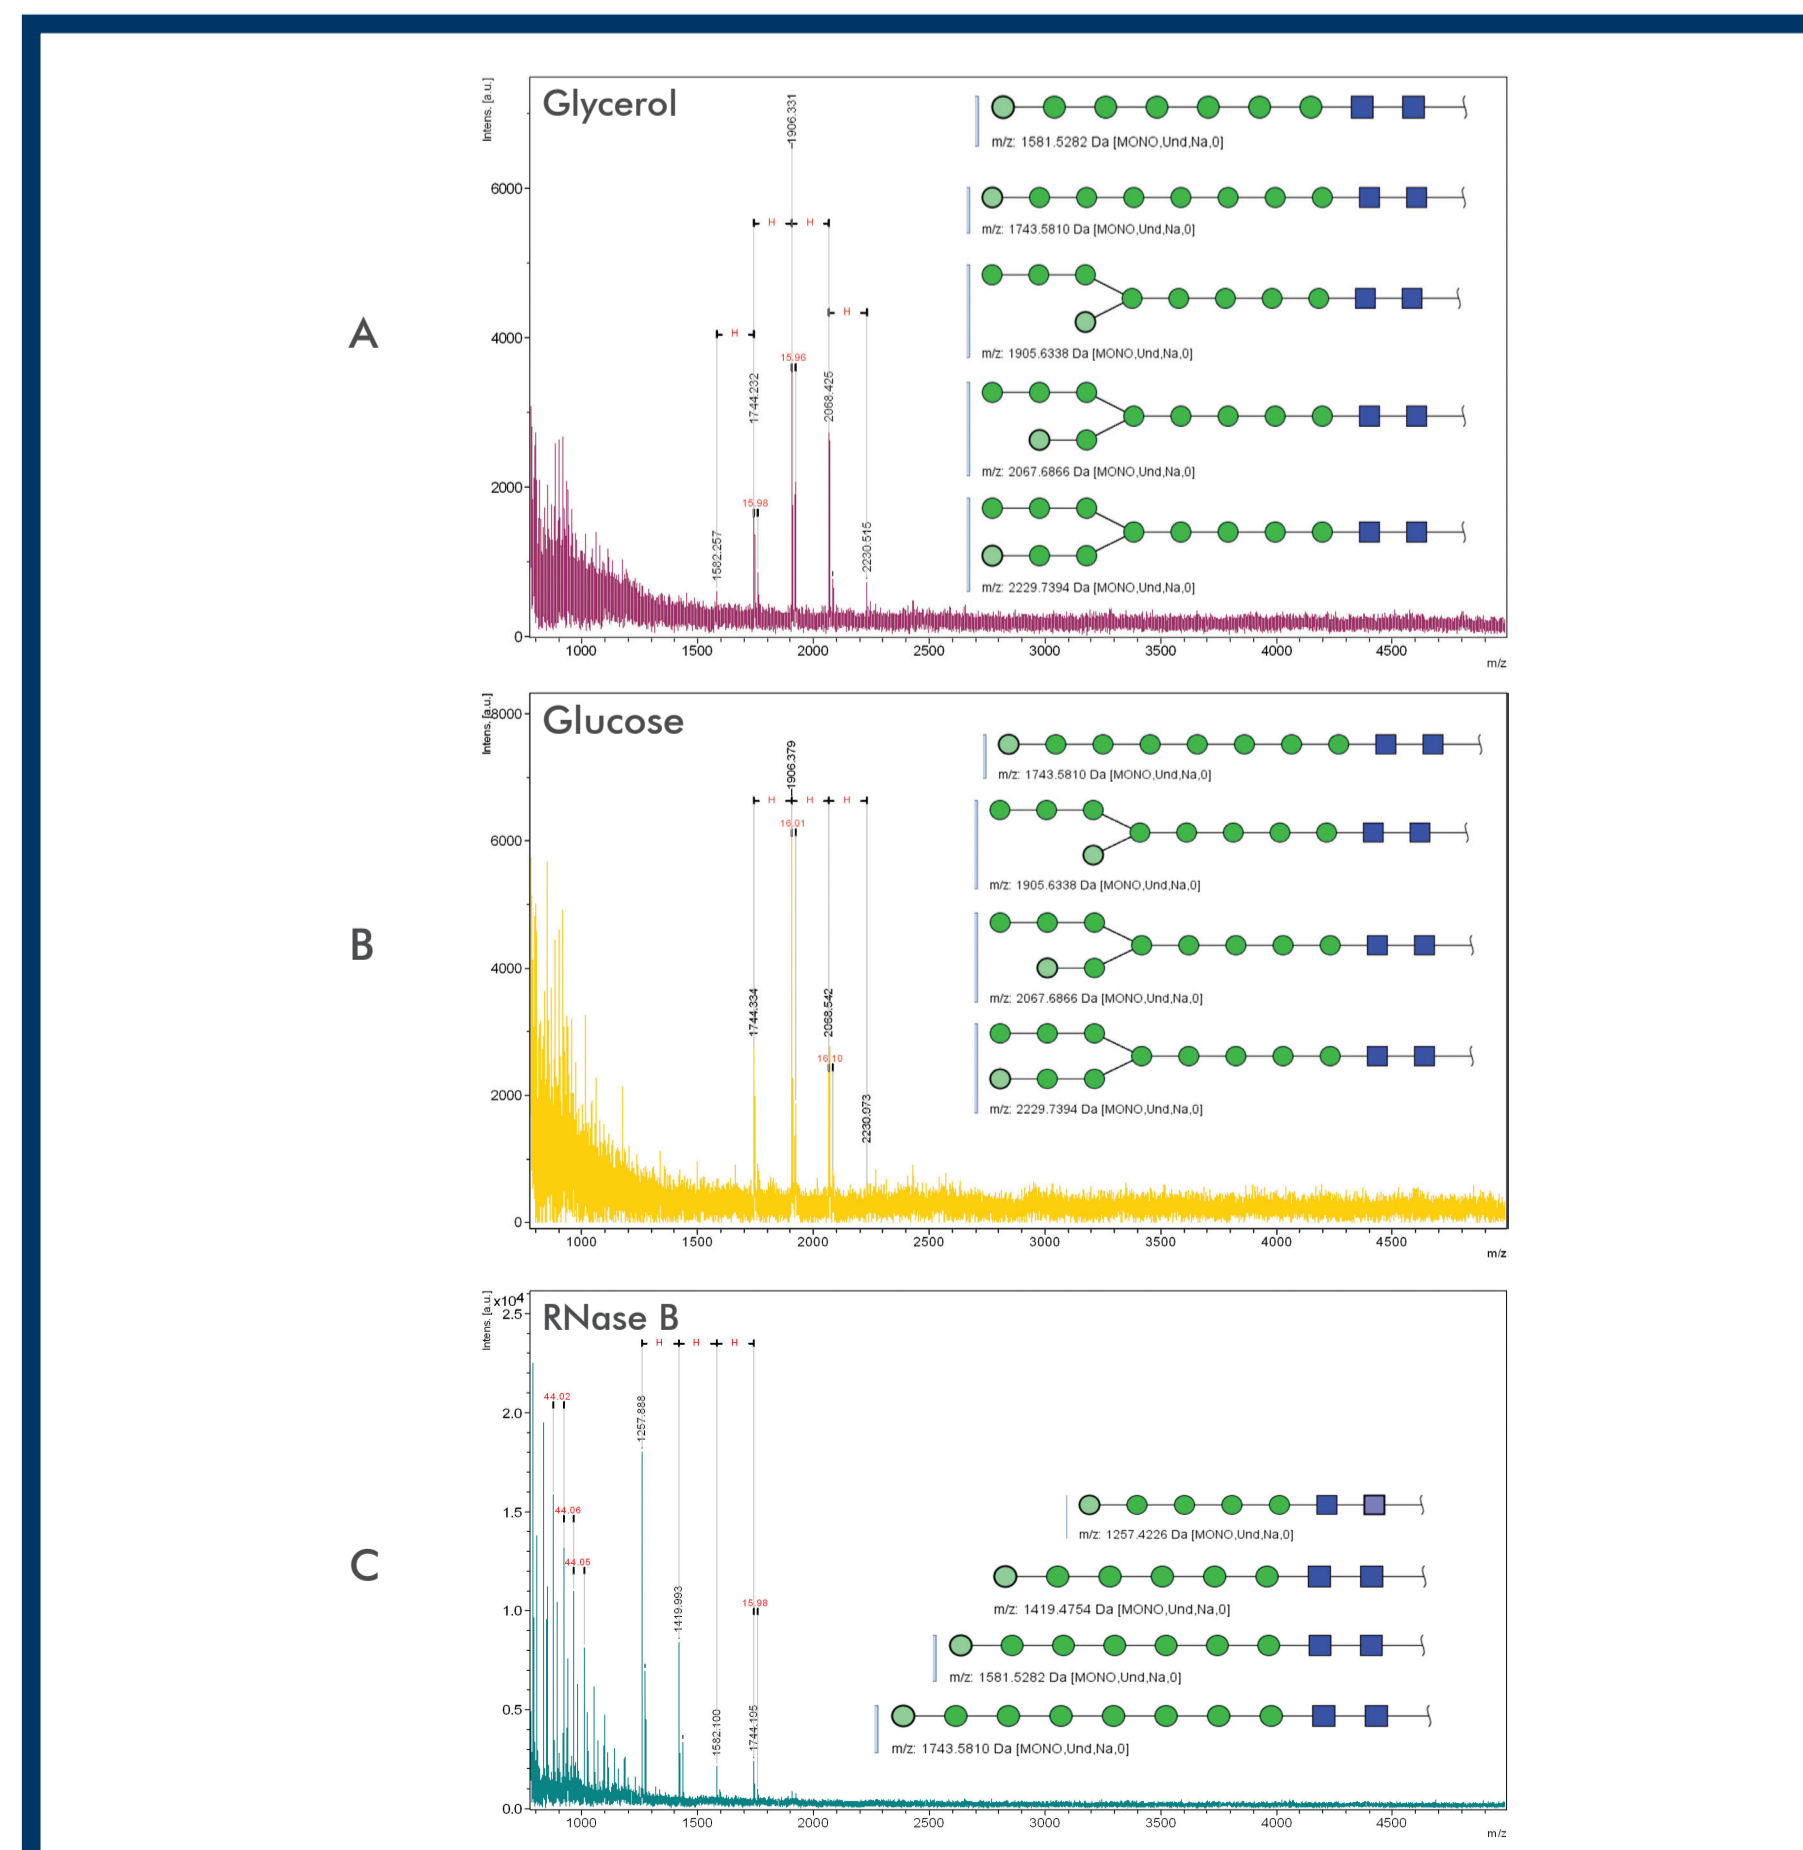 A
Glycerol
Intens. [a.u.]
6000
4000
2000
0
1000 1500 2000 2500 3000 3500 4000 4500
m/z
1906.331
H H
H
H
15.96
15.98
1582.257
1744.232
2068.425
2230.515
m/z: 1581.5282 Da [MONO,Und,Na,0]
m/z: 1743.5810 Da [MONO,Und,Na,0]
m/z: 1905.6338 Da [MONO,Und,Na,0]
m/z: 2067.6866 Da [MONO,Und,Na,0]
m/z: 2229.7394 Da [MONO,Und,Na,0]
B
Glucose
Intens. [a.u.]
8000
6000
4000
2000
0
1000 1500 2000 2500 3000 3500 4000 4500
m/z
1906.379
H H H
16.01
1744.334
2068.542
16.10
2230.973
m/z: 1743.5810 Da [MONO,Und,Na,0]
m/z: 1905.6338 Da [MONO,Und,Na,0]
m/z: 2067.6866 Da [MONO,Und,Na,0]
m/z: 2229.7394 Da [MONO,Und,Na,0]
C
RNase B
Intens. [a.u.]
x10⁴
2.5
2.0
1.5
1.0
0.5
0.0
1000 1500 2000 2500 3000 3500 4000 4500
m/z
H H H
44.02
44.06
44.05
1257.888
1419.993
1582.100
1744.195
15.98
m/z: 1257.4226 Da [MONO,Und,Na,0]
m/z: 1419.4754 Da [MONO,Und,Na,0]
m/z: 1581.5282 Da [MONO,Und,Na,0]
m/z: 1743.5810 Da [MONO,Und,Na,0]